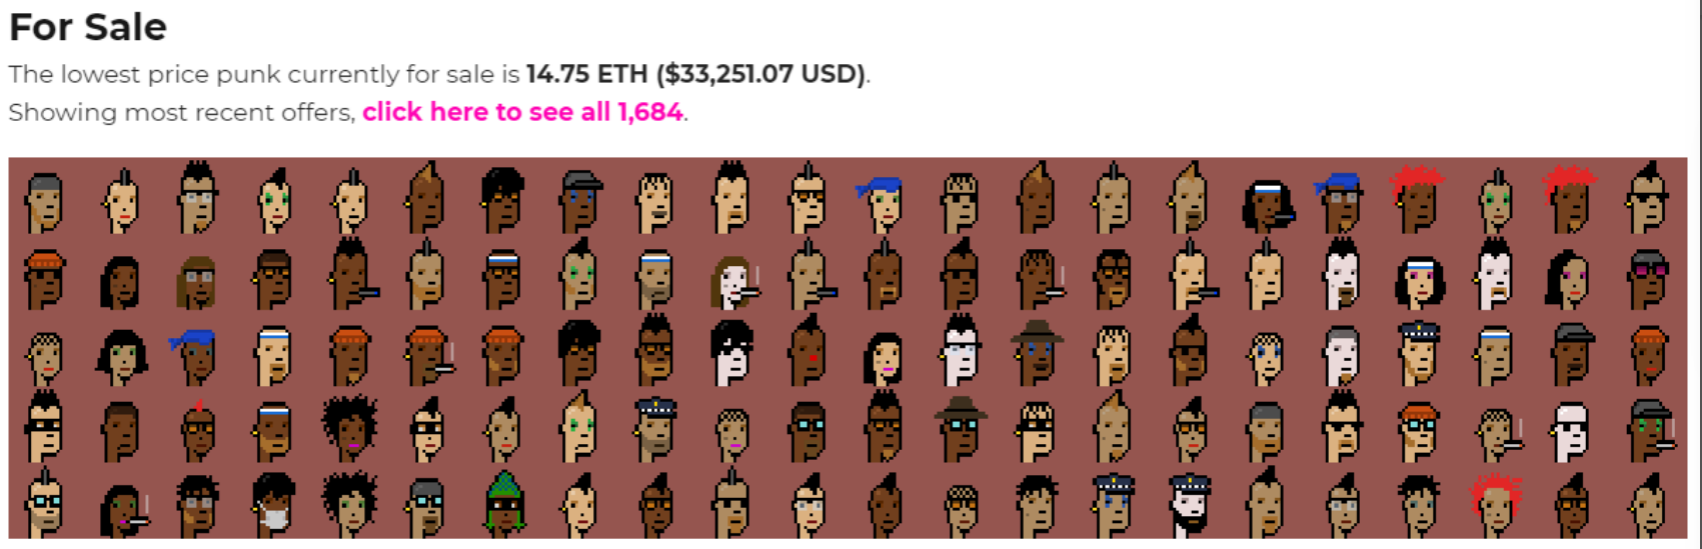 For Sale
The lowest price punk currently for sale is 14.75 ETH ($33,251.07 USD).
Showing most recent offers, click here to see all 1,684.